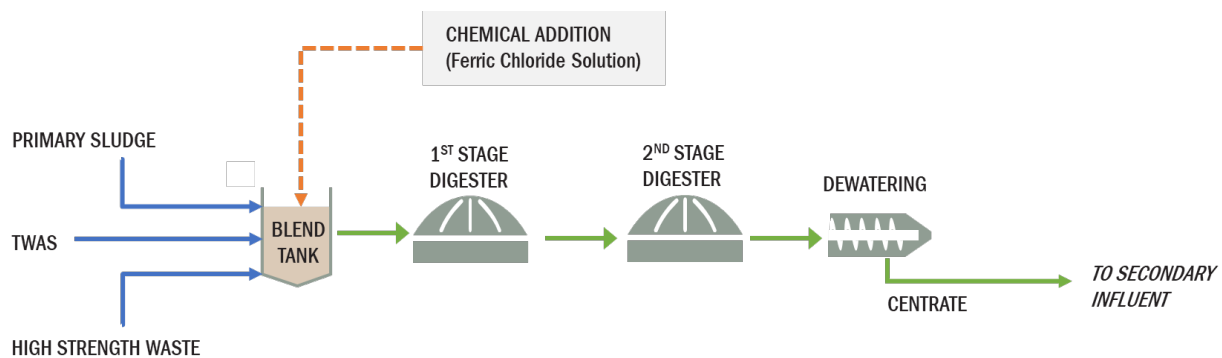 CHEMICAL ADDITION
(Ferric Chloride Solution)
PRIMARY SLUDGE
1ST STAGE
DIGESTER
2ND STAGE
DIGESTER
DEWATERING
BLEND
TANK
TWAS
TO SECONDARY
INFLUENT
CENTRATE
HIGH STRENGTH WASTE